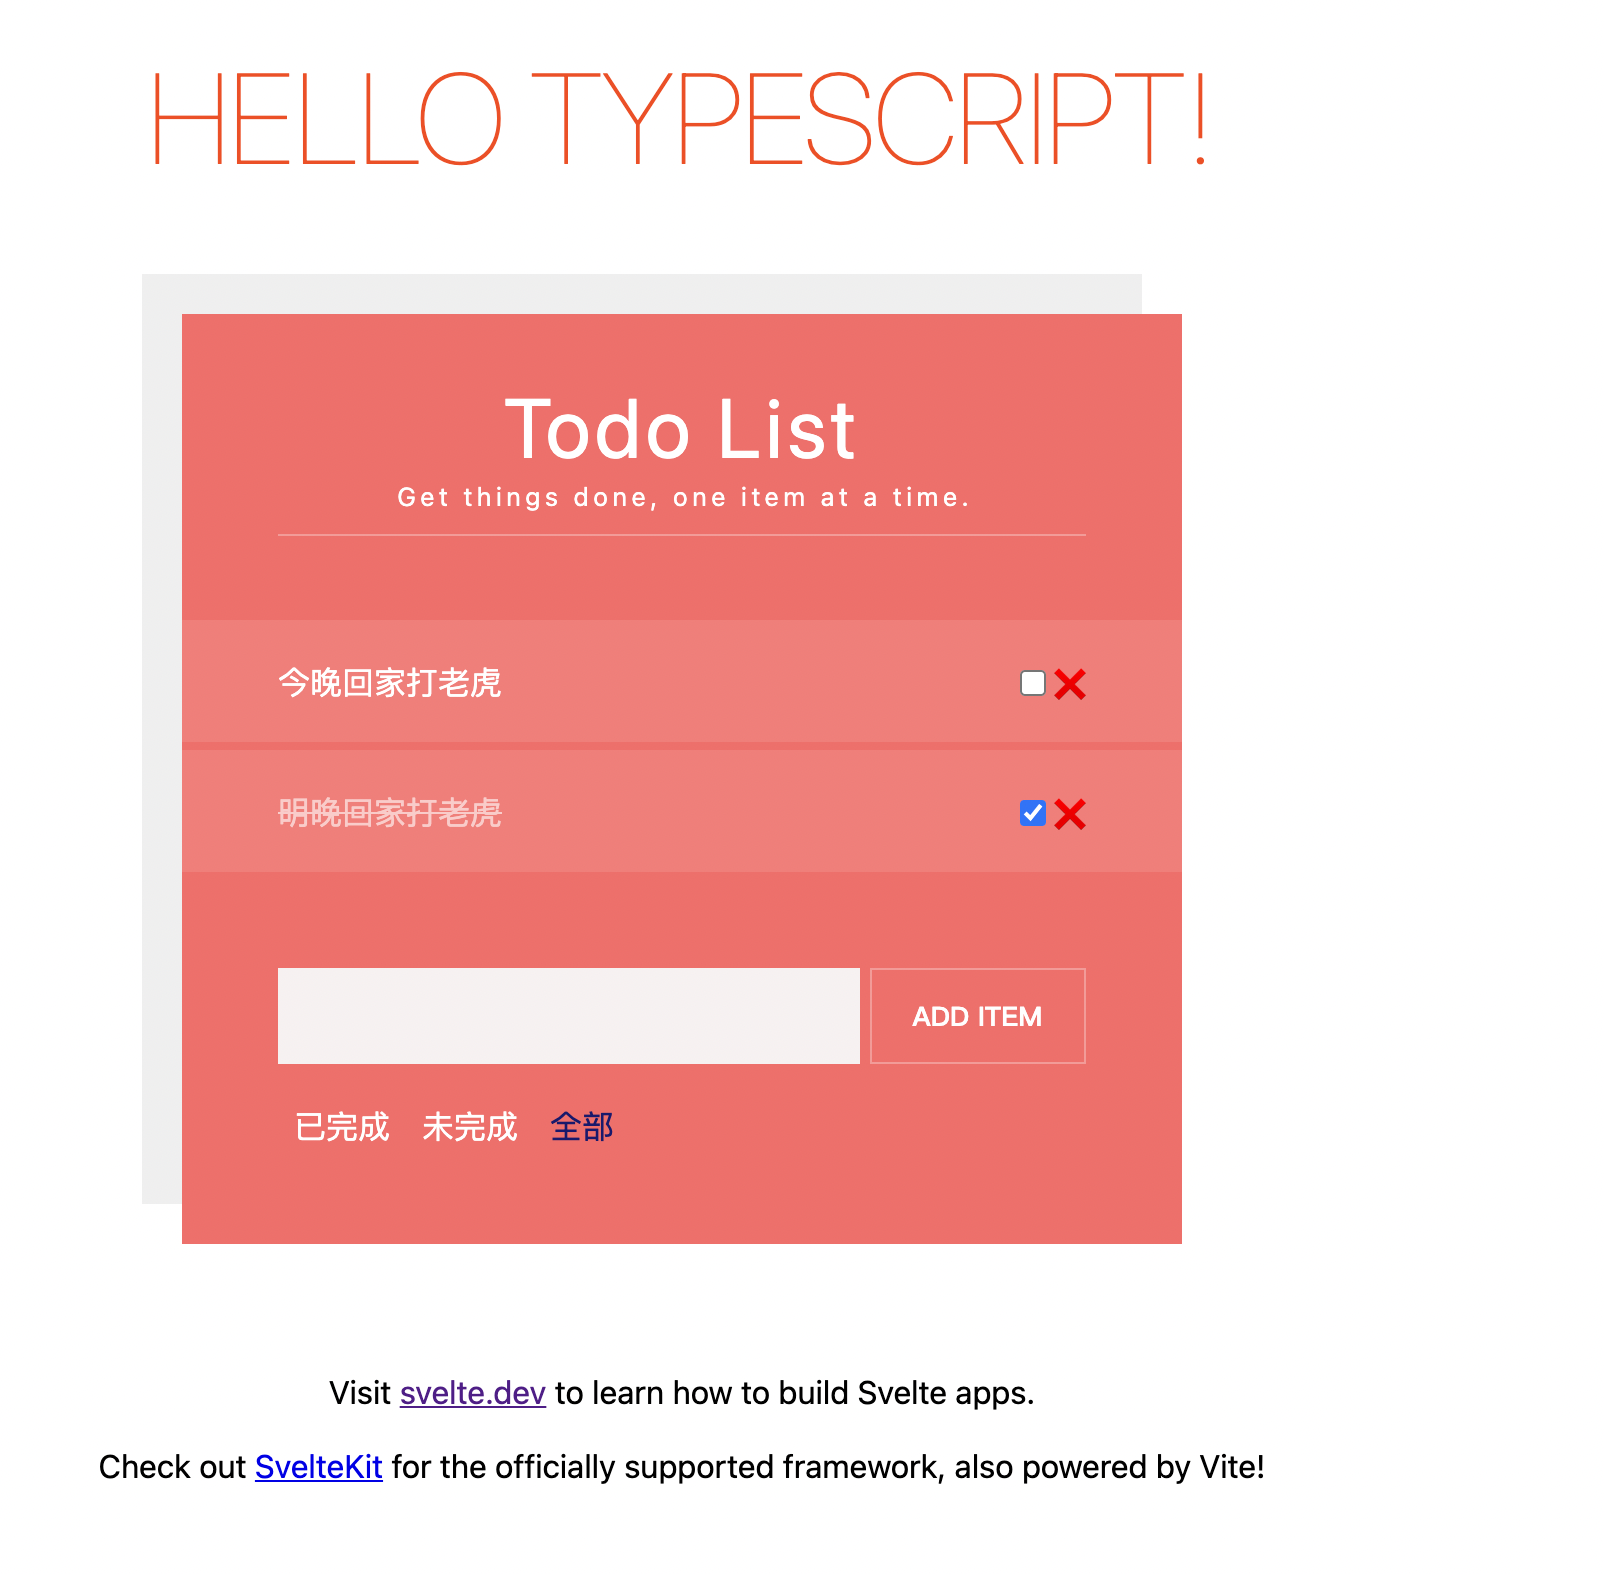 HELLO TYPESCRIPT!
Todo List
Get things done, one item at a time.
今晚回家打老虎
明晚回家打老虎
ADD ITEM
已完成 未完成 全部
Visit svelte.dev to learn how to build Svelte apps.
Check out SvelteKit for the officially supported framework, also powered by Vite!